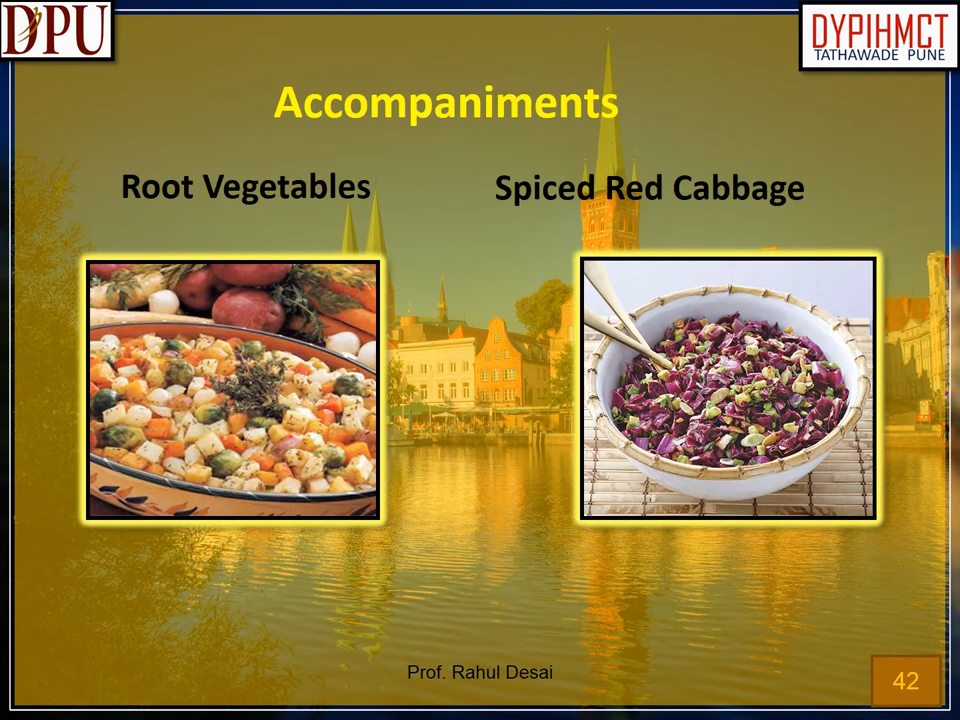 DPU
DYPIHMCT
TATHAWADE PUNE
Accompaniments
Root Vegetables
Spiced Red Cabbage
Prof. Rahul Desai
42